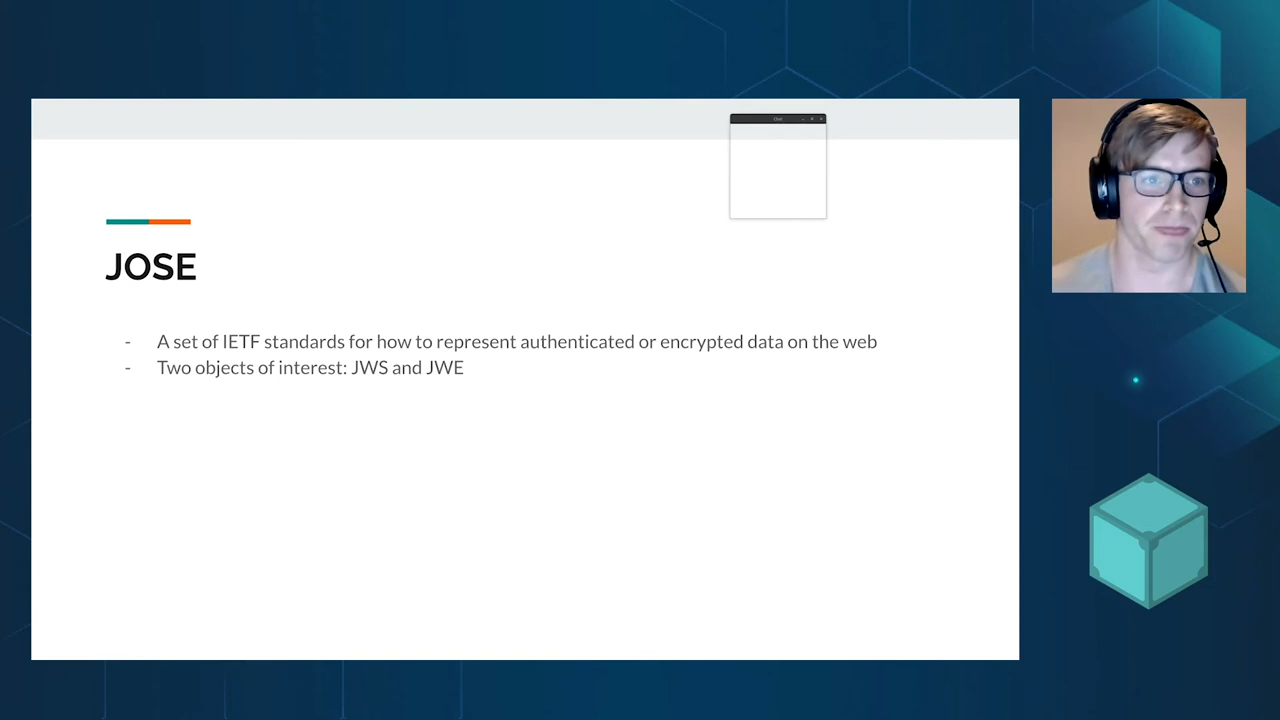 Chat
JOSE
- A set of IETF standards for how to represent authenticated or encrypted data on the web
- Two objects of interest: JWS and JWE